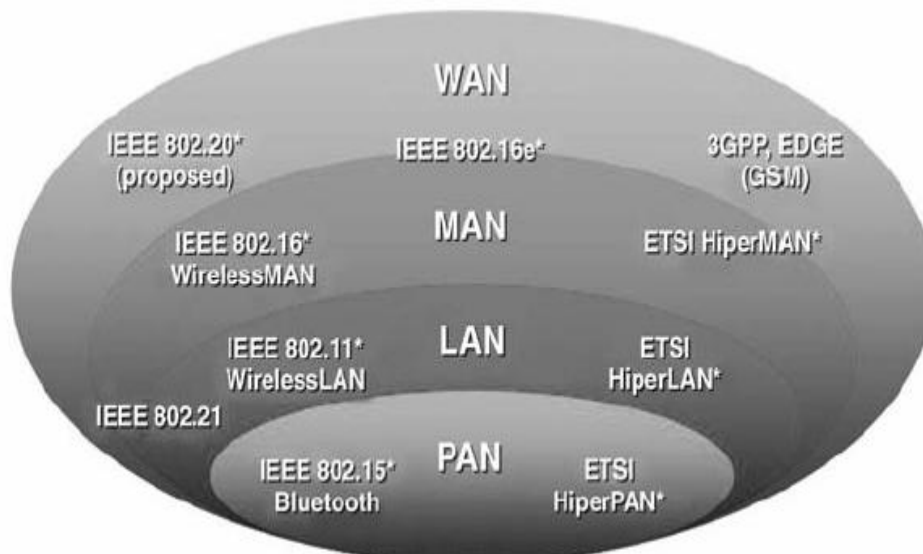 WAN
IEEE 802.20*
(proposed)
IEEE 802.16e*
3GPP, EDGE
(GSM)
MAN
IEEE 802.16*
WirelessMAN
ETSI HiperMAN*
LAN
IEEE 802.11*
WirelessLAN
ETSI
HiperLAN*
IEEE 802.21
PAN
IEEE 802.15*
Bluetooth
ETSI
HiperPAN*